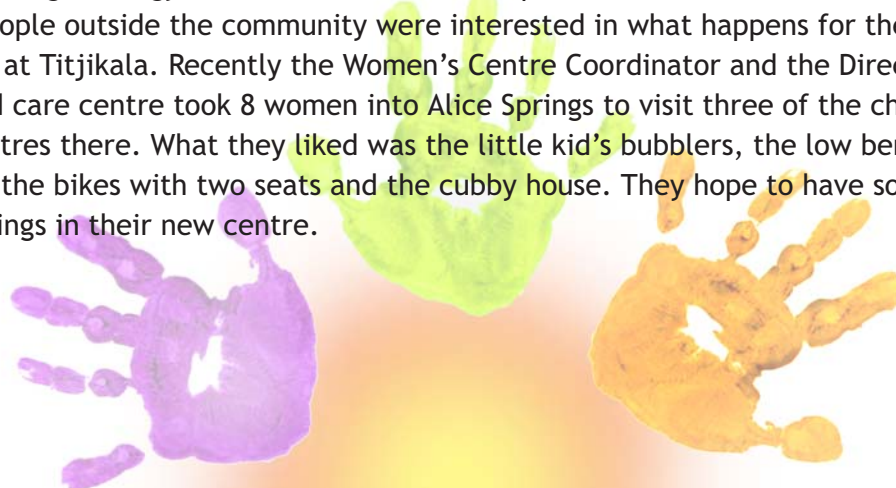 ople outside the community were interested in what happens for the
at Titjikala. Recently the Women's Centre Coordinator and the Direc
care centre took 8 women into Alice Springs to visit three of the ch
tres there. What they liked was the little kid's bubblers, the low ben
the bikes with two seats and the cubby house. They hope to have so
ings in their new centre.